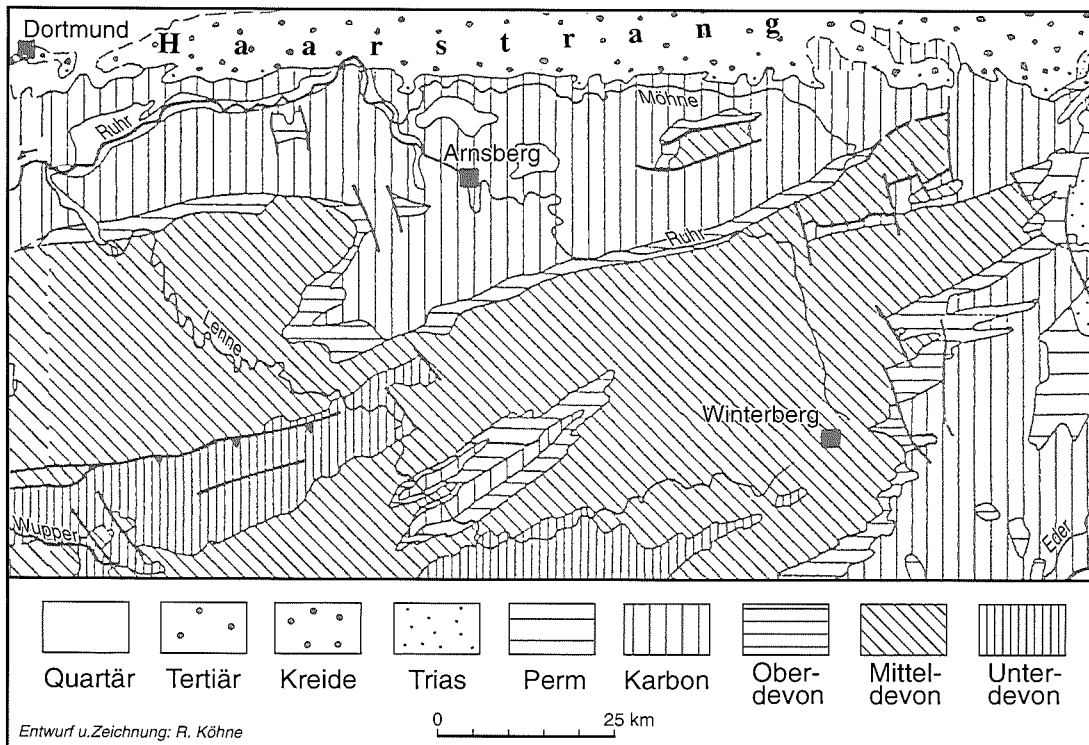 Dortmund
Haarstrang
Ruhr
Möhne
Arnsberg
Ruhr
Lenne
Winterberg
Wupper
Eder
Quartär
Tertiär
Kreide
Trias
Perm
Karbon
Ober-
devon
Mittel-
devon
Unter-
devon
0 25 km
Entwurf u.Zeichnung: R. Köhne